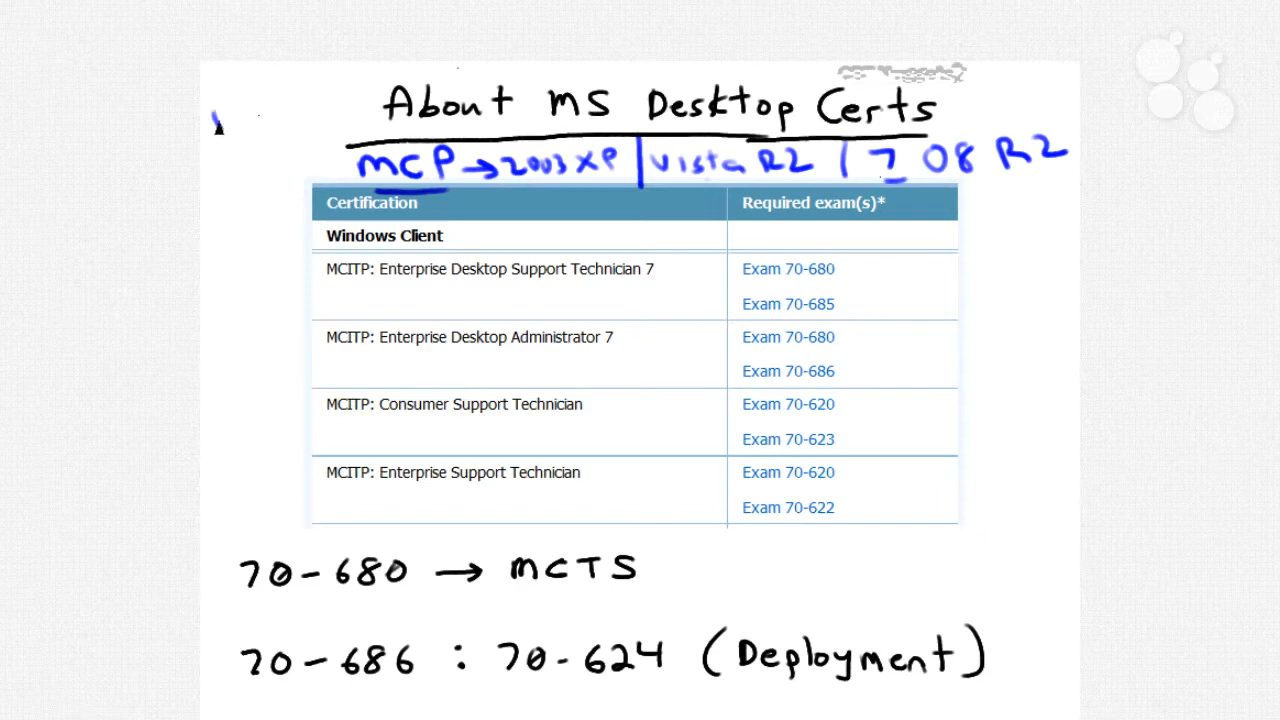 About MS Desktop Certs
MCP → 2003 XP | Vista R2 | 7 08 R2
Certification Required exam(s)*
Windows Client
MCITP: Enterprise Desktop Support Technician 7 Exam 70-680
Exam 70-685
MCITP: Enterprise Desktop Administrator 7 Exam 70-680
Exam 70-686
MCITP: Consumer Support Technician Exam 70-620
Exam 70-623
MCITP: Enterprise Support Technician Exam 70-620
Exam 70-622
70-680 → MCTS
70-686 : 70-624 (Deployment)